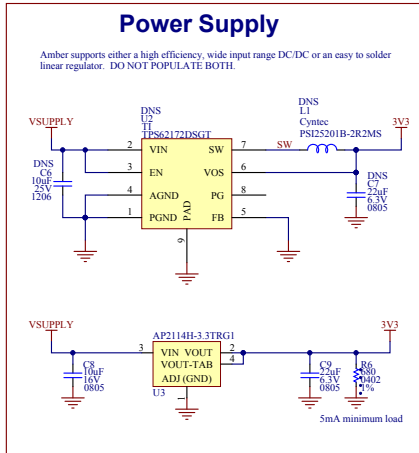 Power Supply
Amber supports either a high efficiency, wide input range DC/DC or an easy to solder
linear regulator.  DO NOT POPULATE BOTH.
DNS
U2
TI
TPS62172DSGT
DNS
L1
Cyntec
PSI25201B-2R2MS
VSUPPLY
3V3
2 VIN SW 7 SW
3 EN VOS 6
4 AGND PG 8
1 PGND FB 5
PAD
9
DNS
C6
10uF
25V
1206
DNS
C7
22uF
6.3V
0805
VSUPPLY
3V3
AP2114H-3.3TRG1
3 VIN VOUT 2
VOUT-TAB 4
ADJ (GND)
U3
1
C8
10uF
16V
0805
C9
22uF
6.3V
0805
R6
680
0402
1%
5mA minimum load